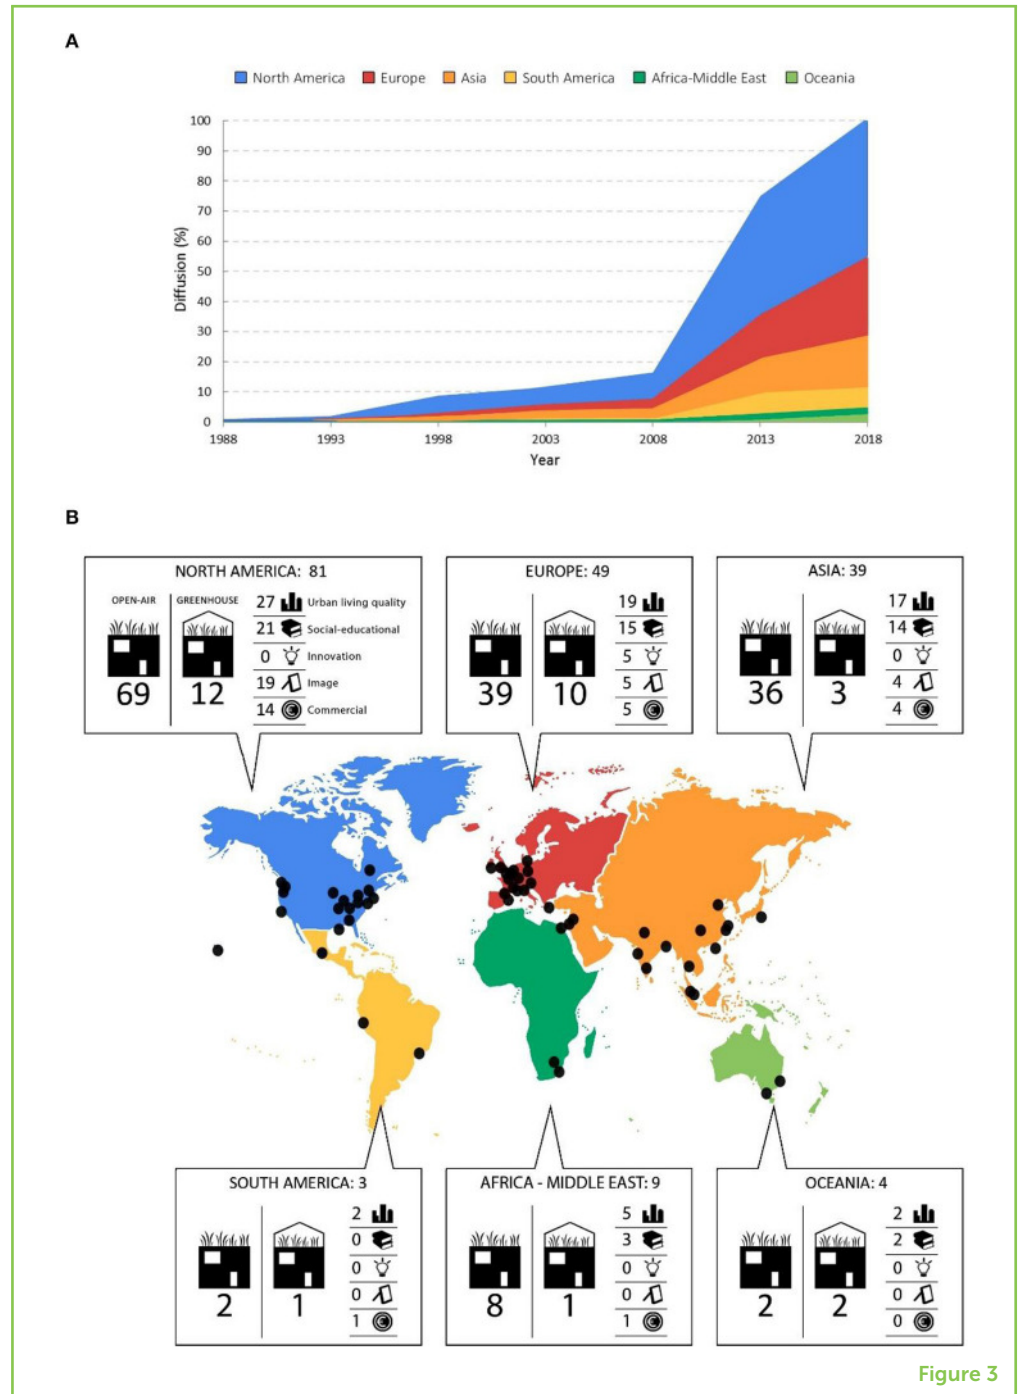 A
North America Europe Asia South America Africa-Middle East Oceania
100
90
80
70
60
50
40
30
20
10
0
Diffusion (%)
1988 1993 1998 2003 2008 2013 2018
Year
B
NORTH AMERICA: 81
OPEN-AIR GREENHOUSE
69 12
27 Urban living quality
21 Social-educational
0 Innovation
19 Image
14 Commercial
EUROPE: 49
39 10
19
15
5
5
5
ASIA: 39
36 3
17
14
0
4
4
SOUTH AMERICA: 3
2 1
2
0
0
0
1
AFRICA - MIDDLE EAST: 9
8 1
5
3
0
0
1
OCEANIA: 4
2 2
2
2
0
0
0
Figure 3